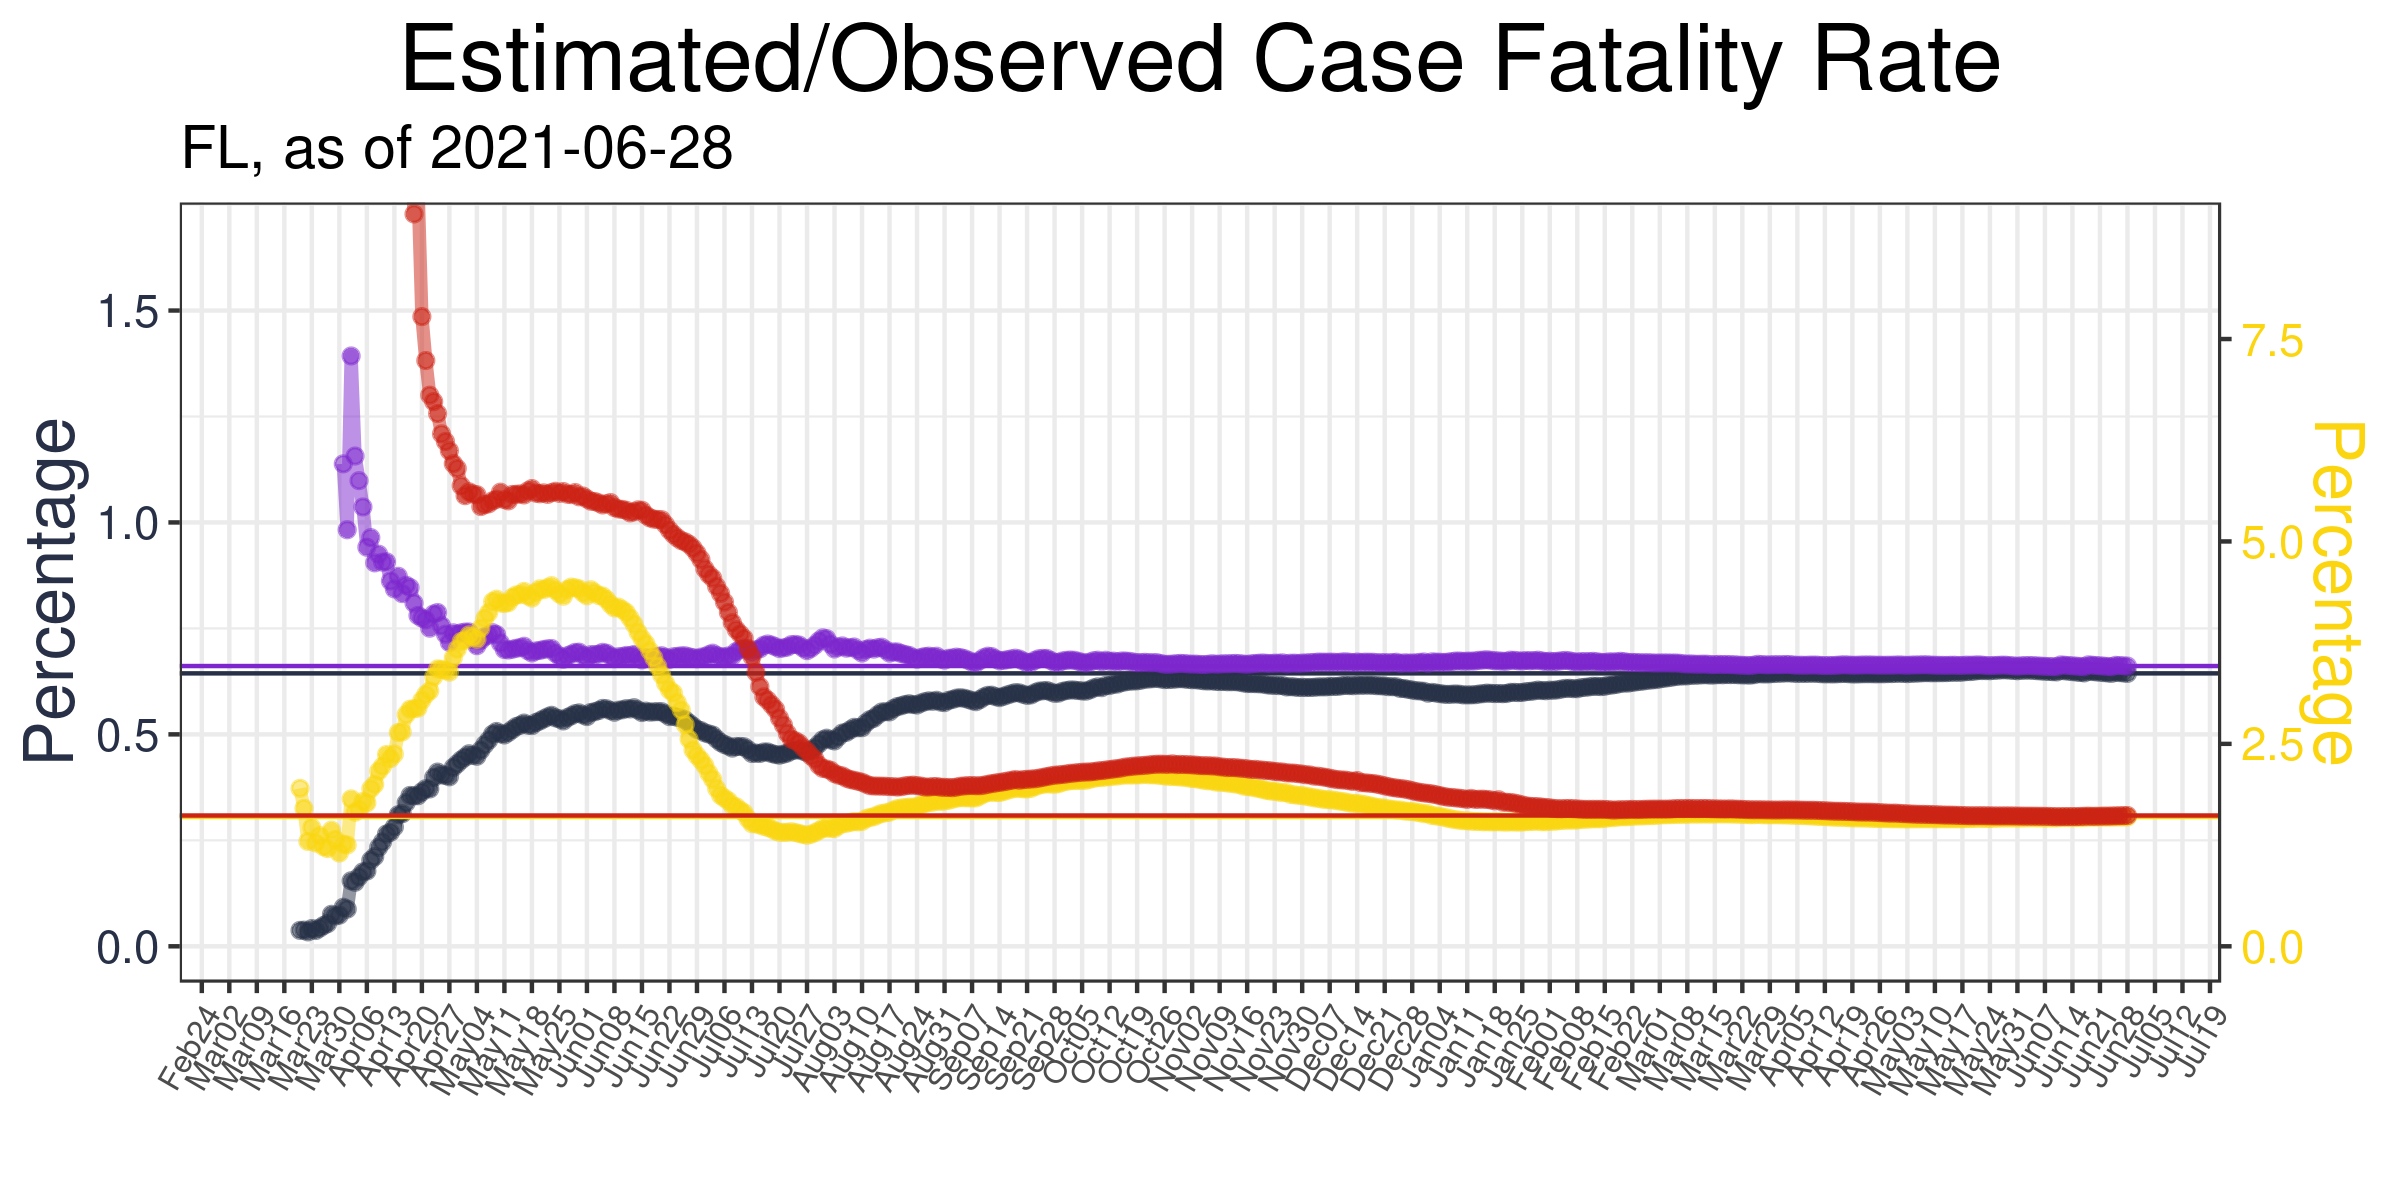 Estimated/Observed Case Fatality Rate
FL, as of 2021-06-28
Percentage
1.5
1.0
0.5
0.0
7.5
5.0
2.5
0.0
Percentage
Feb24
Mar02
Mar09
Mar16
Mar23
Mar30
Apr06
Apr13
Apr20
Apr27
May04
May11
May18
May25
Jun01
Jun08
Jun15
Jun22
Jun29
Jul06
Jul13
Jul20
Jul27
Aug03
Aug10
Aug17
Aug24
Aug31
Sep07
Sep14
Sep21
Sep28
Oct05
Oct12
Oct19
Oct26
Nov02
Nov09
Nov16
Nov23
Nov30
Dec07
Dec14
Dec21
Dec28
Jan04
Jan11
Jan18
Jan25
Feb01
Feb08
Feb15
Feb22
Mar01
Mar08
Mar15
Mar22
Mar29
Apr05
Apr12
Apr19
Apr26
May03
May10
May17
May24
May31
Jun07
Jun14
Jun21
Jun28
Jul05
Jul12
Jul19